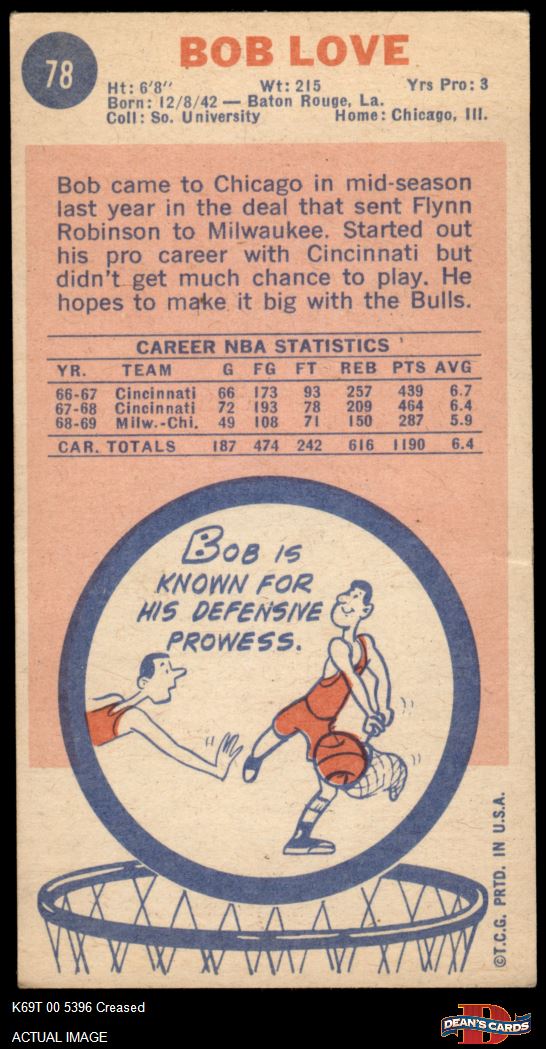 78
BOB LOVE
Ht: 6'8" Wt: 215 Yrs Pro: 3
Born: 12/8/42 — Baton Rouge, La.
Coll: So. University Home: Chicago, Ill.
Bob came to Chicago in mid-season
last year in the deal that sent Flynn
Robinson to Milwaukee. Started out
his pro career with Cincinnati but
didn't get much chance to play. He
hopes to make it big with the Bulls.
CAREER NBA STATISTICS
YR. TEAM G FG FT REB PTS AVG
66-67 Cincinnati 66 173 93 257 439 6.7
67-68 Cincinnati 72 193 78 209 464 6.4
68-69 Milw.-Chi. 49 108 71 150 287 5.9
CAR. TOTALS 187 474 242 616 1190 6.4
BOB IS
KNOWN FOR
HIS DEFENSIVE
PROWESS.
©T.C.G. PRTD. IN U.S.A.
K69T 00 5396 Creased
ACTUAL IMAGE
D
DEAN'S CARDS